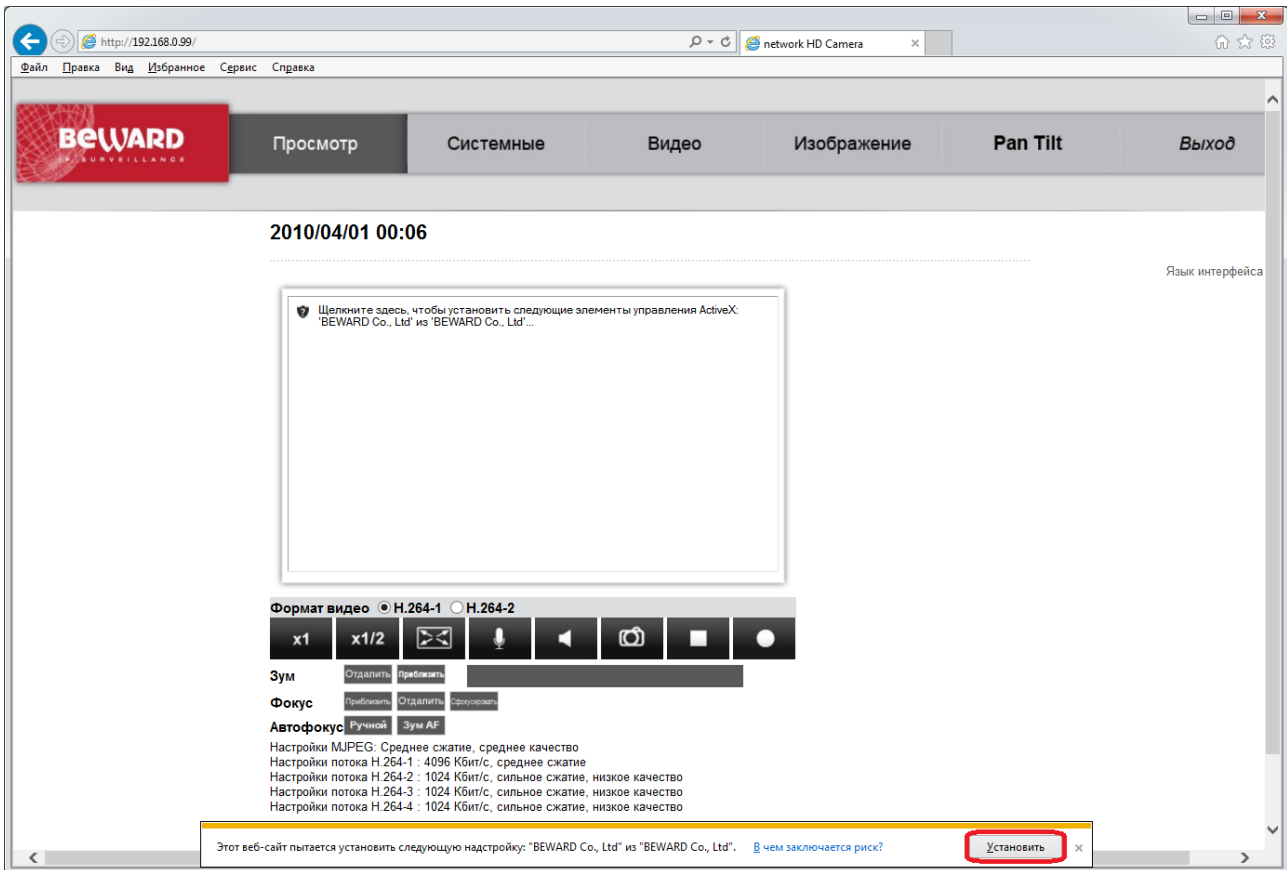 http://192.168.0.99/
network HD Camera
Файл Правка Вид Избранное Сервис Справка
BEWARD
IP SURVEILLANCE
Просмотр Системные Видео Изображение Pan Tilt Выход
2010/04/01 00:06
Язык интерфейса
Щелкните здесь, чтобы установить следующие элементы управления ActiveX:
'BEWARD Co., Ltd' из 'BEWARD Co., Ltd'...
Формат видео H.264-1 H.264-2
x1 x1/2
Зум Отдалить Приблизить
Фокус Приблизить Отдалить Сфокусировать
Автофокус Ручной Зум AF
Настройки MJPEG: Среднее сжатие, среднее качество
Настройки потока H.264-1 : 4096 Кбит/с, среднее сжатие
Настройки потока H.264-2 : 1024 Кбит/с, сильное сжатие, низкое качество
Настройки потока H.264-3 : 1024 Кбит/с, сильное сжатие, низкое качество
Настройки потока H.264-4 : 1024 Кбит/с, сильное сжатие, низкое качество
Этот веб-сайт пытается установить следующую надстройку: "BEWARD Co., Ltd" из "BEWARD Co., Ltd". В чем заключается риск? Установить